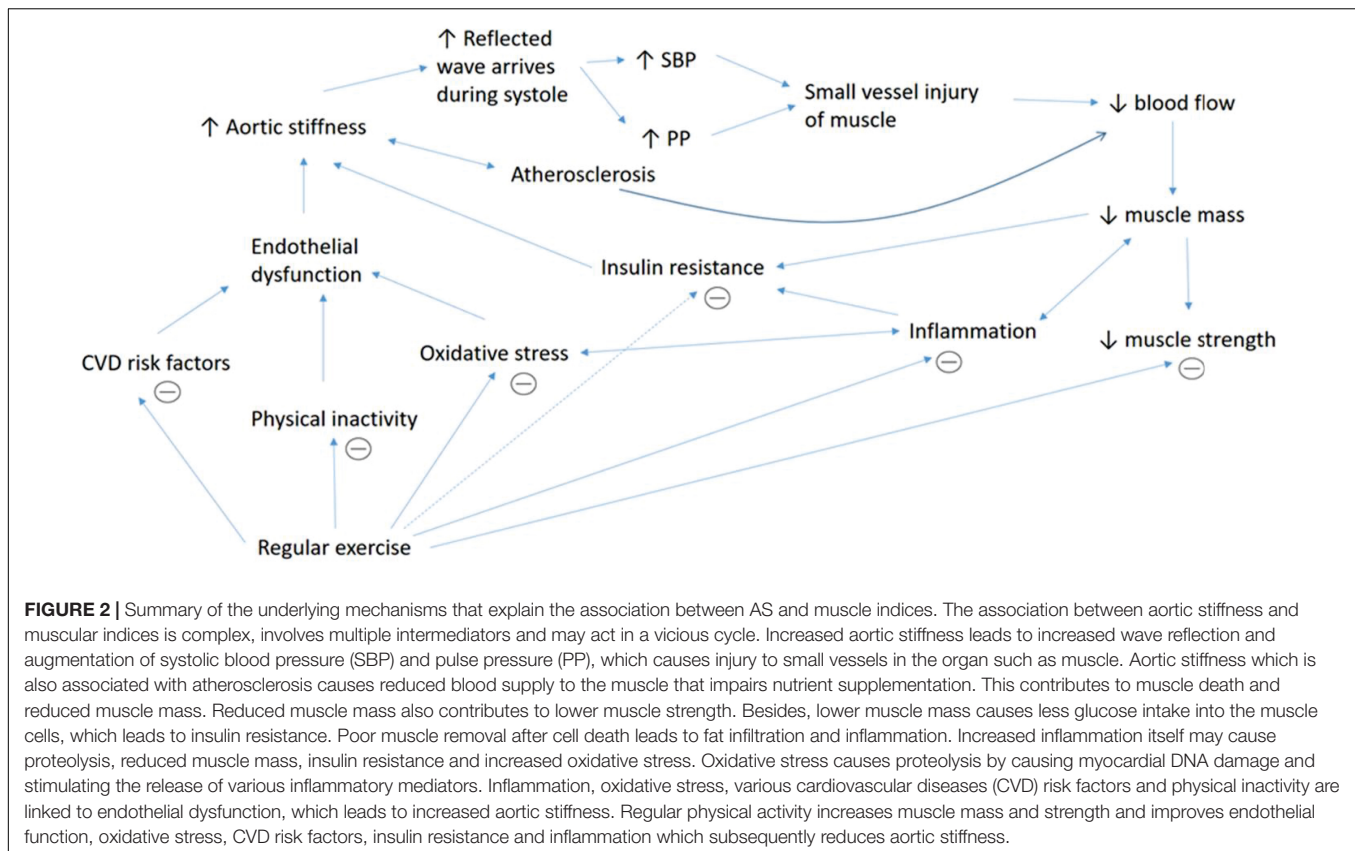 ↑ Reflected
wave arrives
during systole
↑ SBP
↑ PP
Small vessel injury
of muscle
↓ blood flow
↑ Aortic stiffness
Atherosclerosis
↓ muscle mass
Endothelial
dysfunction
Insulin resistance
Inflammation
↓ muscle strength
CVD risk factors
Oxidative stress
Physical inactivity
Regular exercise
FIGURE 2 | Summary of the underlying mechanisms that explain the association between AS and muscle indices. The association between aortic stiffness and
muscular indices is complex, involves multiple intermediators and may act in a vicious cycle. Increased aortic stiffness leads to increased wave reflection and
augmentation of systolic blood pressure (SBP) and pulse pressure (PP), which causes injury to small vessels in the organ such as muscle. Aortic stiffness which is
also associated with atherosclerosis causes reduced blood supply to the muscle that impairs nutrient supplementation. This contributes to muscle death and
reduced muscle mass. Reduced muscle mass also contributes to lower muscle strength. Besides, lower muscle mass causes less glucose intake into the muscle
cells, which leads to insulin resistance. Poor muscle removal after cell death leads to fat infiltration and inflammation. Increased inflammation itself may cause
proteolysis, reduced muscle mass, insulin resistance and increased oxidative stress. Oxidative stress causes proteolysis by causing myocardial DNA damage and
stimulating the release of various inflammatory mediators. Inflammation, oxidative stress, various cardiovascular diseases (CVD) risk factors and physical inactivity are
linked to endothelial dysfunction, which leads to increased aortic stiffness. Regular physical activity increases muscle mass and strength and improves endothelial
function, oxidative stress, CVD risk factors, insulin resistance and inflammation which subsequently reduces aortic stiffness.